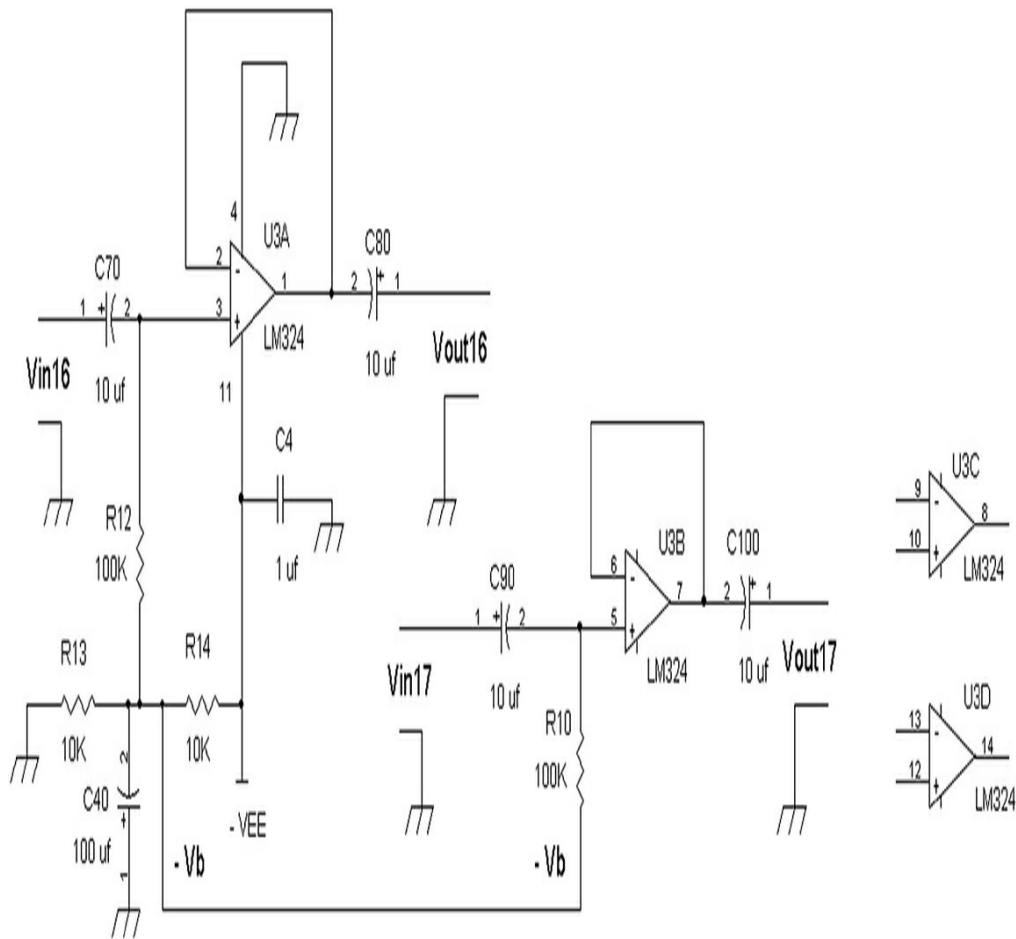 4
U3A
C80
2
1
2 + 1
C70
1 + 2
3
LM324
Vin16
10 uf
10 uf
Vout16
11
C4
1 uf
R12
100K
R13
10K
R14
10K
2
C40
+
100 uf
1
- VEE
- Vb
U3B
C100
6
7
2 + 1
C90
1 + 2
5
LM324
Vin17
10 uf
10 uf
Vout17
R10
100K
- Vb
U3C
9
8
10
LM324
U3D
13
14
12
LM324